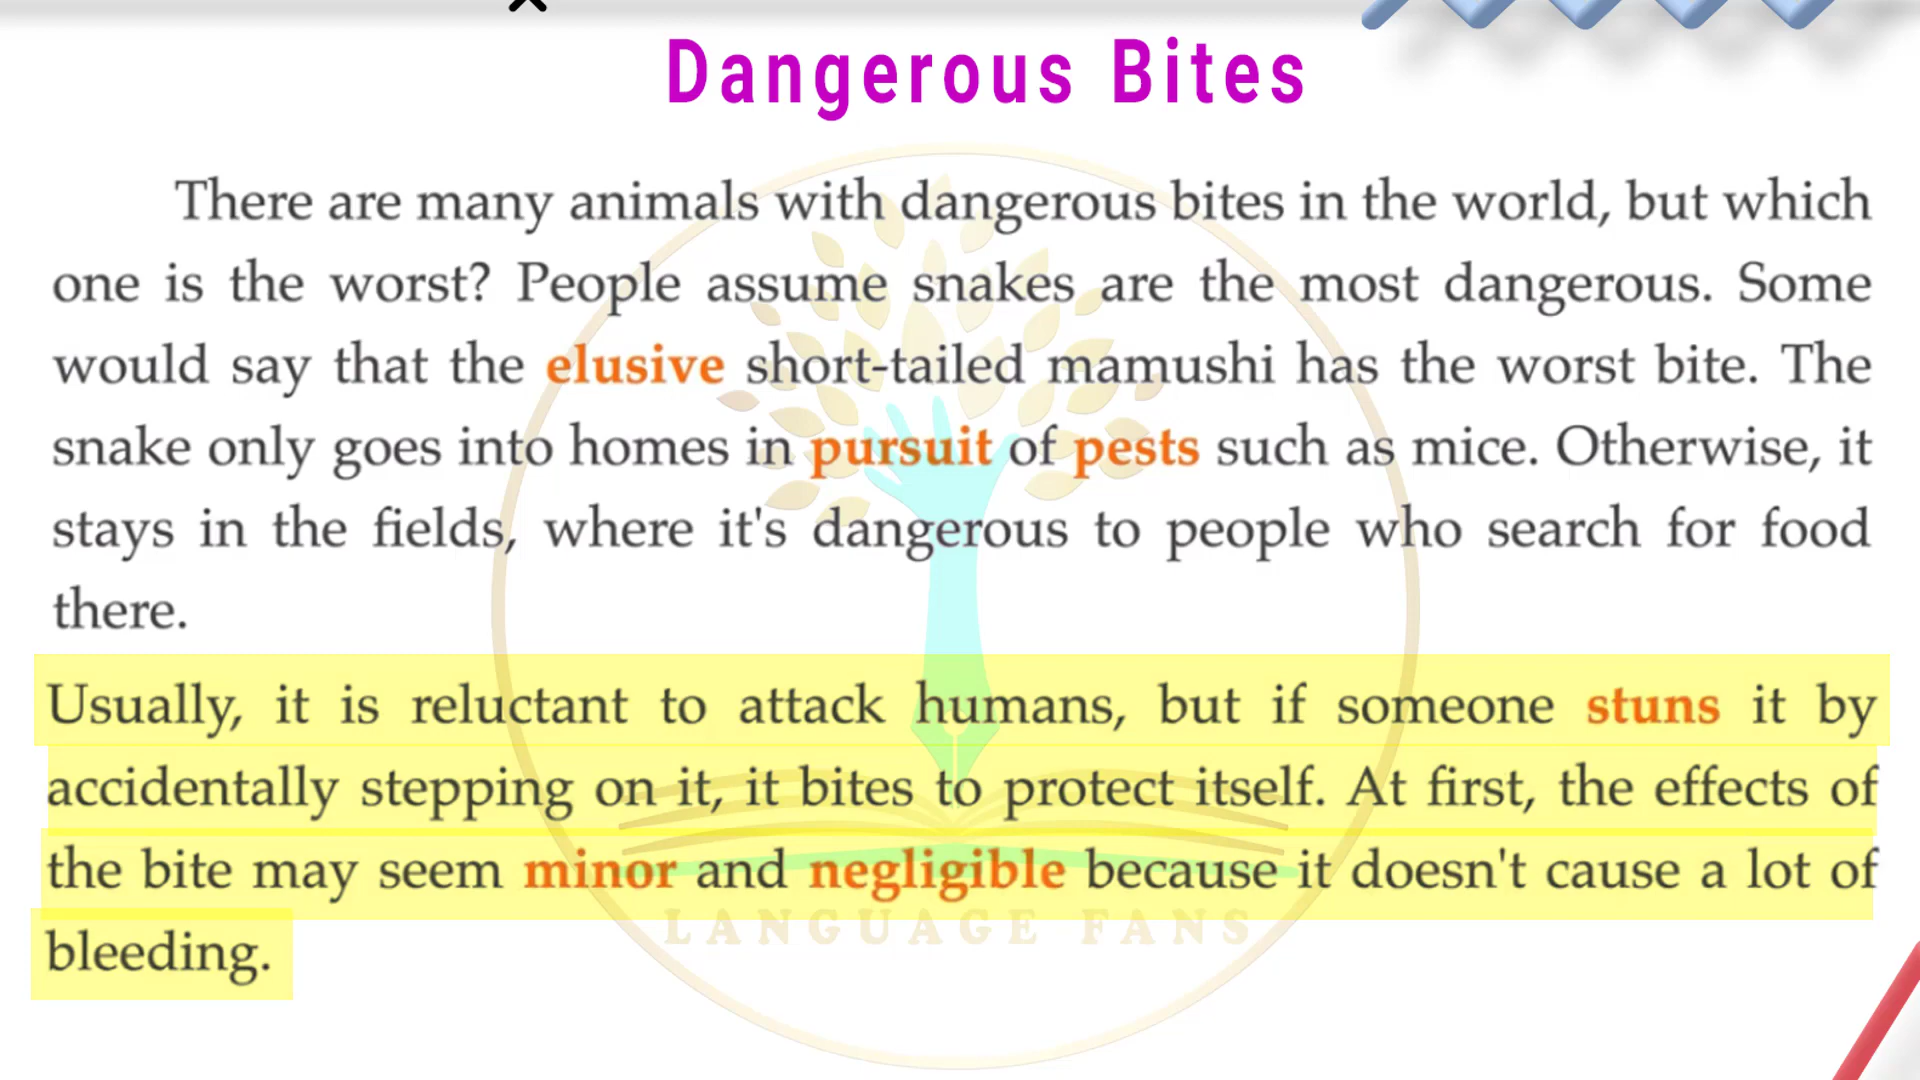 Dangerous Bites
There are many animals with dangerous bites in the world, but which
one is the worst? People assume snakes are the most dangerous. Some
would say that the elusive short-tailed mamushi has the worst bite. The
snake only goes into homes in pursuit of pests such as mice. Otherwise, it
stays in the fields, where it's dangerous to people who search for food
there.
Usually, it is reluctant to attack humans, but if someone stuns it by
accidentally stepping on it, it bites to protect itself. At first, the effects of
the bite may seem minor and negligible because it doesn't cause a lot of
LANGUAGE FANS
bleeding.